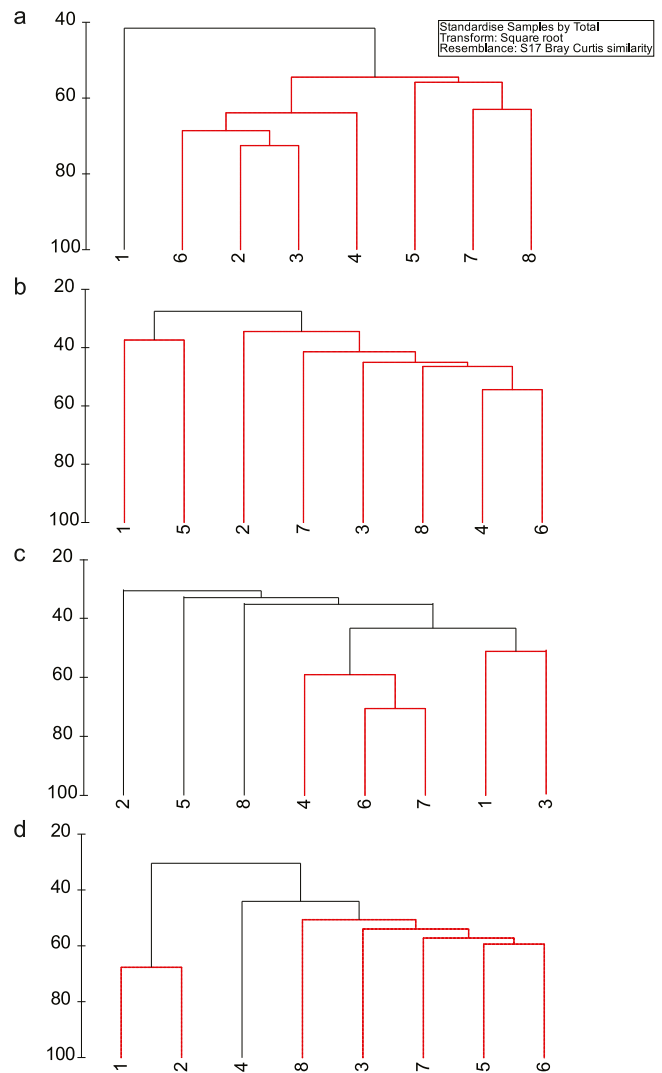 a
Standardise Samples by Total
Transform: Square root
Resemblance: S17 Bray Curtis similarity
40
60
80
100
1 6 2 3 4 5 7 8
b
20
40
60
80
100
1 5 2 7 3 8 4 6
c
20
40
60
80
100
2 5 8 4 6 7 1 3
d
20
40
60
80
100
1 2 4 8 3 7 5 6